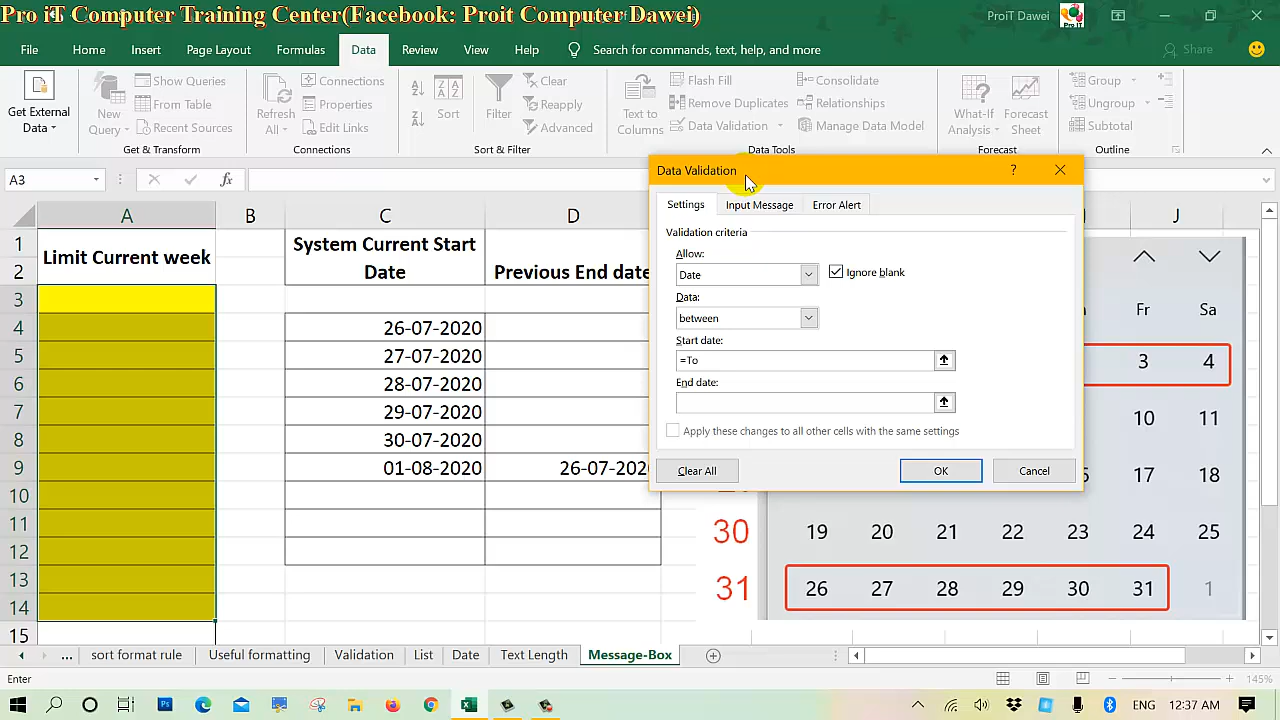 Pro iT Computer Training Center(Facebook: Proit Computer Dawei)
ProiT Dawei
Pro IT
File Home Insert Page Layout Formulas Data Review View Help Search for commands, text, help, and more Share
Get External Data
New Query
Show Queries
From Table
Recent Sources
Get & Transform
Refresh All
Connections
Properties
Edit Links
Connections
Sort
Filter
Clear
Reapply
Advanced
Sort & Filter
Text to Columns
Flash Fill
Remove Duplicates
Data Validation
Consolidate
Relationships
Manage Data Model
Data Tools
What-If Analysis
Forecast Sheet
Forecast
Group
Ungroup
Subtotal
Outline
A3
fx
Data Validation ?
Settings Input Message Error Alert
Validation criteria
Allow:
Date Ignore blank
Data:
between
Start date:
=To
End date:
Apply these changes to all other cells with the same settings
Clear All OK Cancel
A B C D J
1 Limit Current week System Current Start Date Previous End date
2
3
4 26-07-2020
5 27-07-2020
6 28-07-2020
7 29-07-2020
8 30-07-2020
9 01-08-2020 26-07-202
10
11
12
13
14
15
Fr Sa
3 4
10 11
17 18
30 19 20 21 22 23 24 25
31 26 27 28 29 30 31 1
... sort format rule Useful formatting Validation List Date Text Length Message-Box
Enter 145%
ENG 12:37 AM